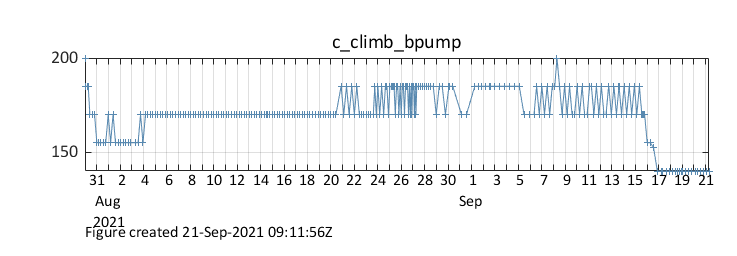 c_climb_bpump
200
150
31 2 4 6 8 10 12 14 16 18 20 22 24 26 28 30 1 3 5 7 9 11 13 15 17 19 21
Aug Sep
2021
Figure created 21-Sep-2021 09:11:56Z